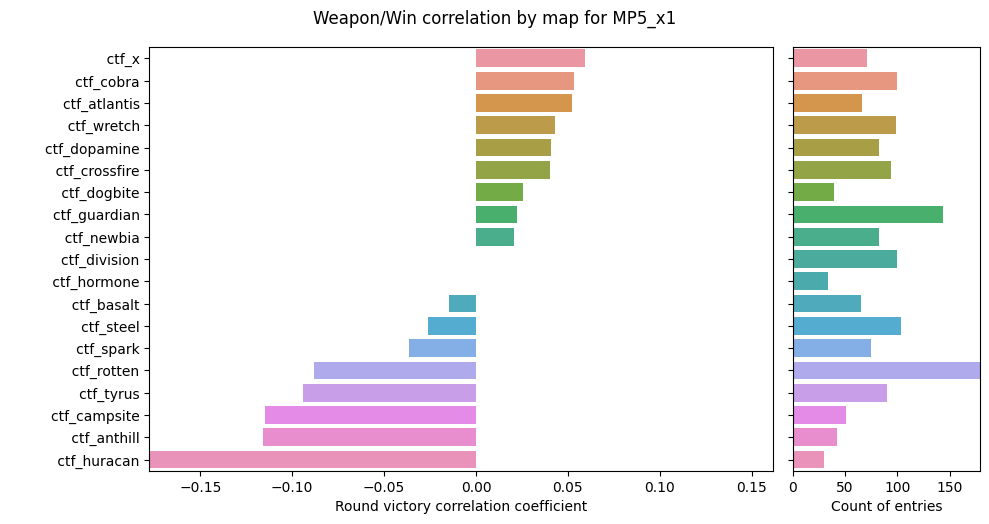 Weapon/Win correlation by map for MP5_x1
ctf_x
ctf_cobra
ctf_atlantis
ctf_wretch
ctf_dopamine
ctf_crossfire
ctf_dogbite
ctf_guardian
ctf_newbia
ctf_division
ctf_hormone
ctf_basalt
ctf_steel
ctf_spark
ctf_rotten
ctf_tyrus
ctf_campsite
ctf_anthill
ctf_huracan
−0.15 −0.10 −0.05 0.00 0.05 0.10 0.15
Round victory correlation coefficient
0 50 100 150
Count of entries